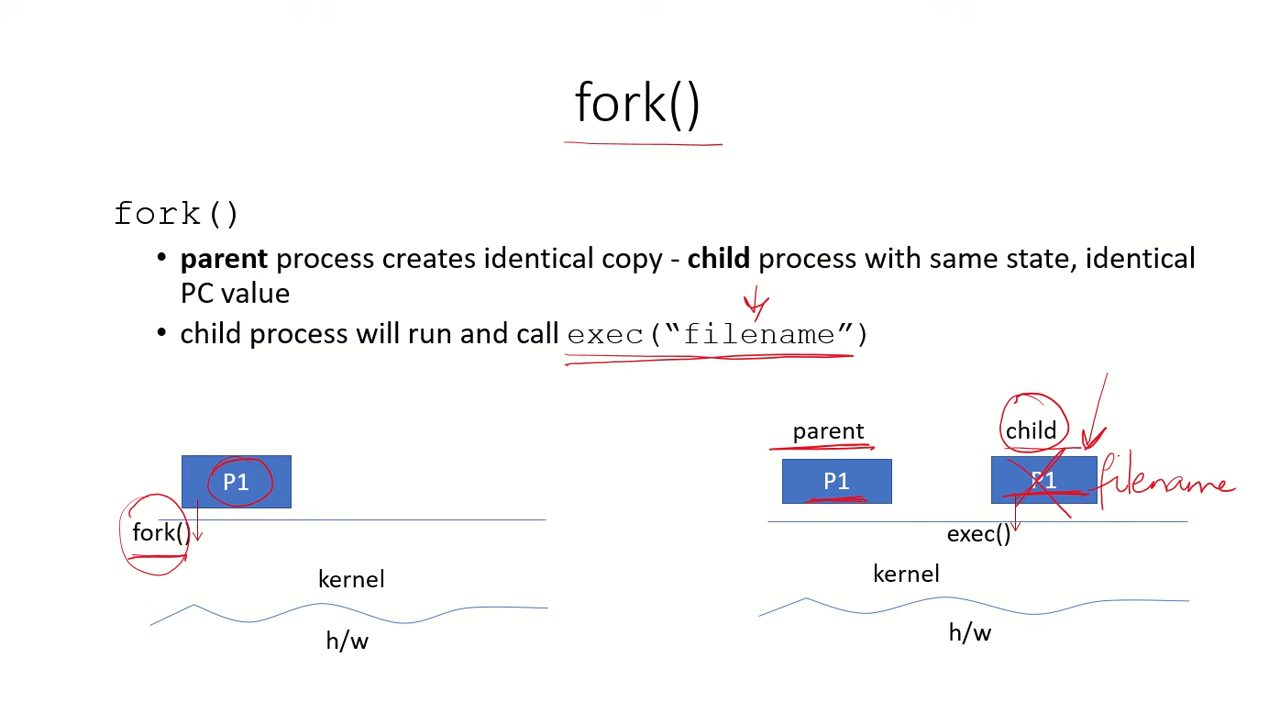 fork()
fork()
• parent process creates identical copy - child process with same state, identical
PC value
• child process will run and call exec(“filename”)
parent
child
P1
P1
P1
filename
fork()
exec()
kernel
kernel
h/w
h/w